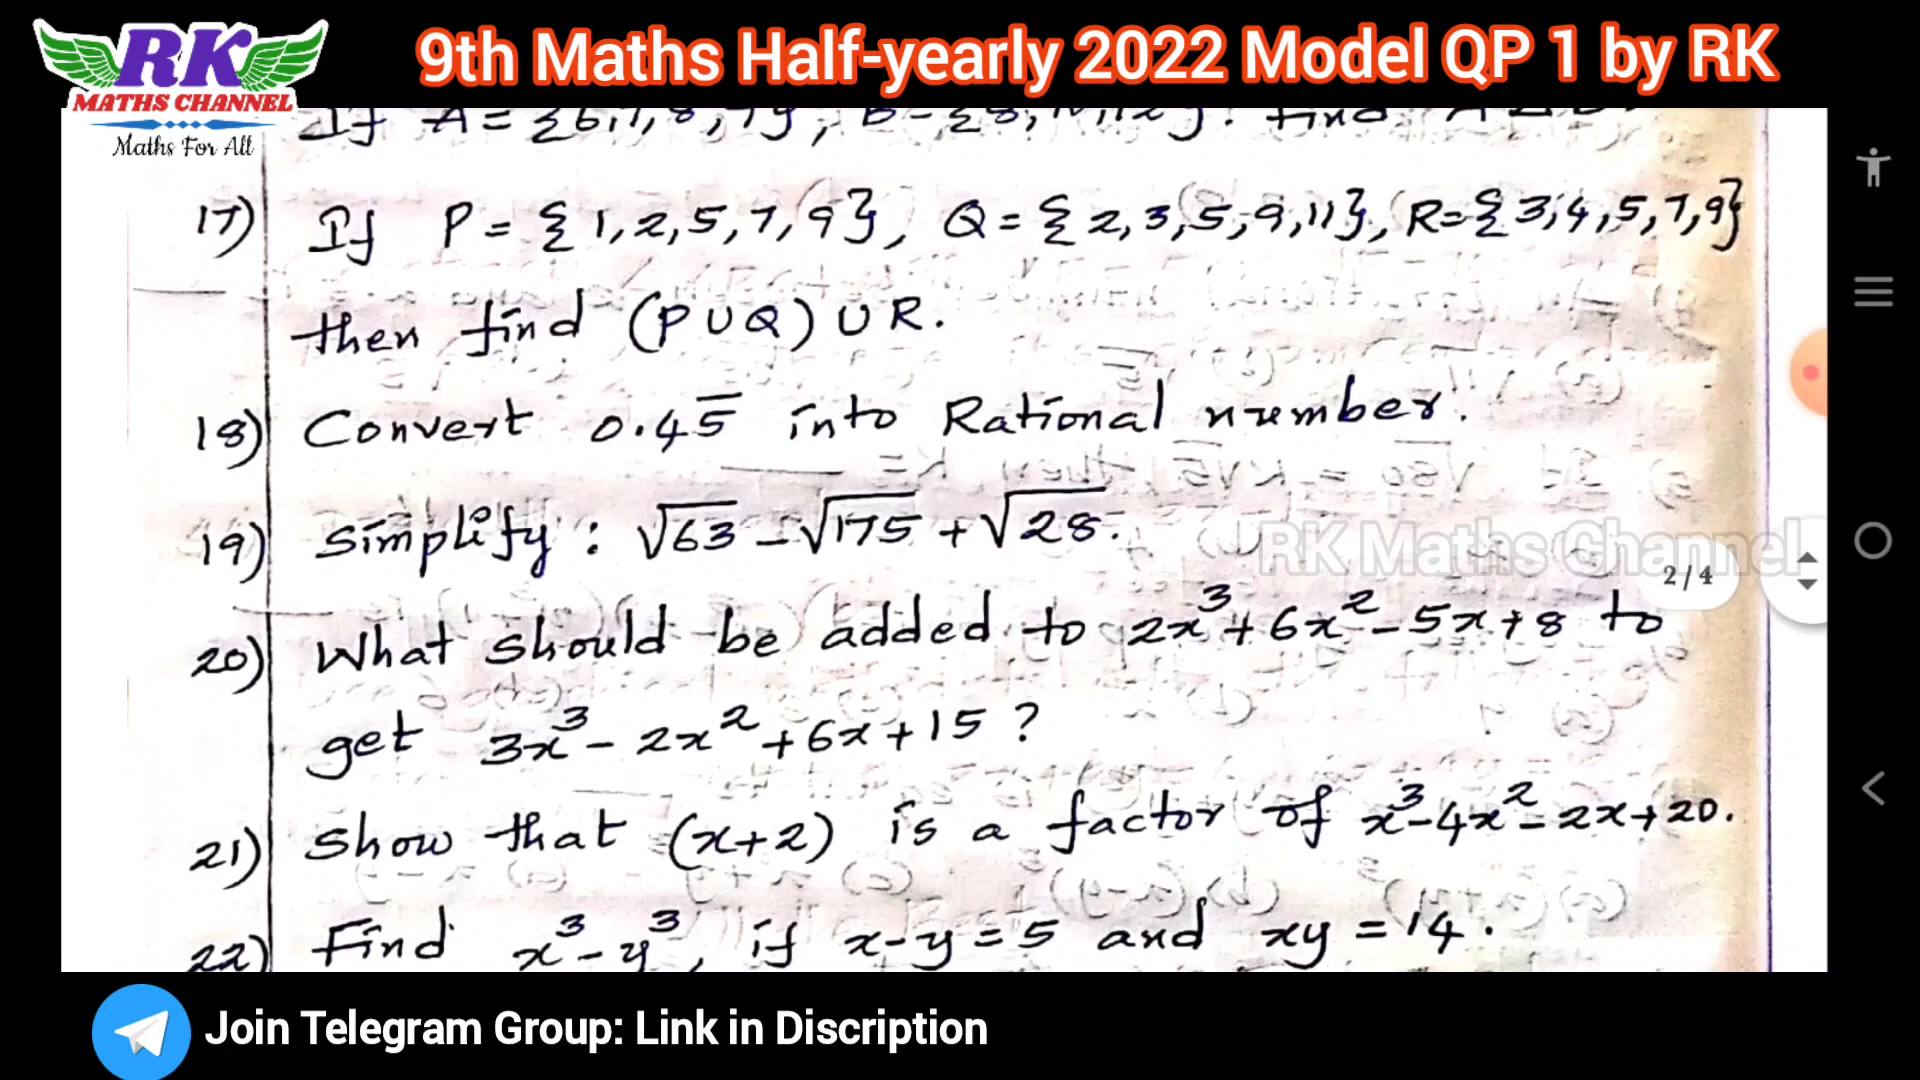 RK
MATHS CHANNEL
Maths For All
9th Maths Half-yearly 2022 Model QP 1 by RK
17) If P = {1, 2, 5, 7, 9}, Q = {2, 3, 5, 9, 11}, R = {3, 4, 5, 7, 9}
then find (P ∪ Q) ∪ R.
18) Convert 0.45̅ into Rational number.
19) Simplify: √63 - √175 + √28.
RK Maths Channel
2/4
20) What should be added to 2x³ + 6x² - 5x + 8 to
get 3x³ - 2x² + 6x + 15 ?
21) Show that (x+2) is a factor of x³ - 4x² - 2x + 20.
22) Find x³ - y³, if x - y = 5 and xy = 14.
Join Telegram Group: Link in Discription